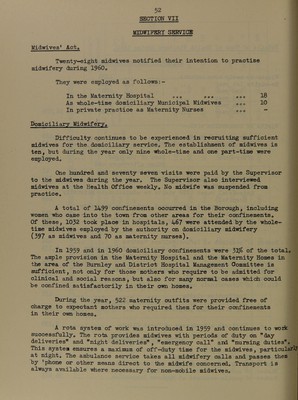 52
SECTION VII
MIDWIFERY SERVICE
Midwives' Act.
Twenty-eight midwives notified their intention to practise
midwifery during 1960.
They were employed as follows:-
In the Maternity Hospital ... ... ... 18
As whole-time domiciliary Municipal Midwives ... 10
In private practice as Maternity Nurses ... -
Domiciliary Midwifery.
Difficulty continues to be experienced in recruiting sufficient
midwives for the domiciliary service. The establishment of midwives is
ten, but during the year only nine whole-time and one part-time were
employed.
One hundred and seventy seven visits were paid by the Supervisor
to the midwives during the year. The Supervisor also interviewed
midwives at the Health Office weekly. No midwife was suspended from
practice.
A total of 1499 confinements occurred in the Borough, including
women who came into the town from other areas for their confinements.
Of these, 1032 took place in hospitals, 467 were attended by the whole-
time midwives employed by the authority on domiciliary midwifery
(397 as midwives and 70 as maternity nurses).
In 1959 and in 1960 domiciliary confinements were 31% of the total.
The ample provision in the Maternity Hospital and the Maternity Homes in
the area of the Burnley and District Hospital Management Committee is
sufficient, not only for those mothers who require to be admitted for
clinical and social reasons, but also for many normal cases which could
be confined satisfactorily in their own homes.
During the year, 522 maternity outfits were provided free of
charge to expectant mothers who required them for their confinements
in their own homes.
A rota system of work was introduced in 1959 and continues to work
successfully. The rota provides midwives with periods of duty on "day
deliveries" and "night deliveries", "emergency call" and "nursing duties".
This system ensures a maximum of off-duty time for the midwives, particularly
at night. The ambulance service takes all midwifery calls and passes them
by 'phone or other means direct to the midwife concerned. Transport is
always available where necessary for non-mobile midwives.